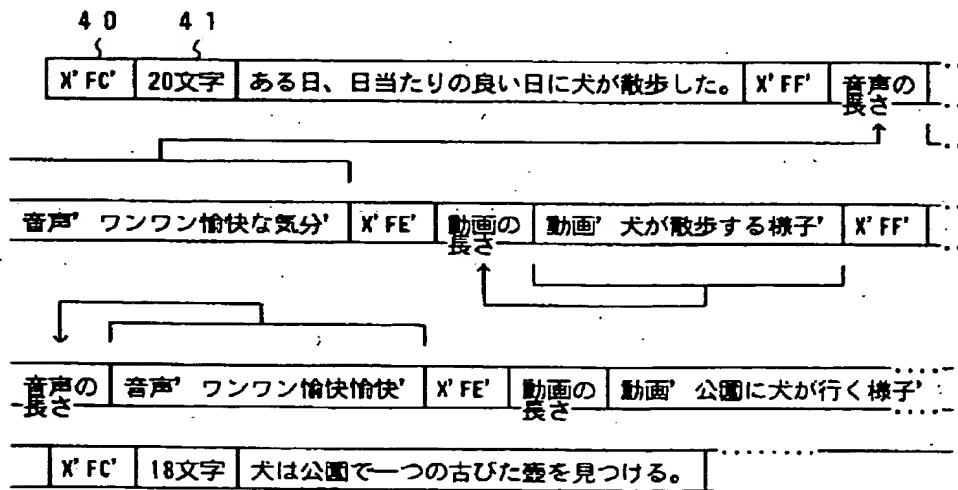 40 41
X'FC' 20文字 ある日、日当たりの良い日に犬が散歩した。 X'FF' 音声の長さ
音声'ワンワン愉快な気分' X'FE' 動画の長さ 動画'犬が散歩する様子' X'FF'
音声の長さ 音声'ワンワン愉快愉快' X'FE' 動画の長さ 動画'公園に犬が行く様子'
X'FC' 18文字 犬は公園で一つの古びた壺を見つける。